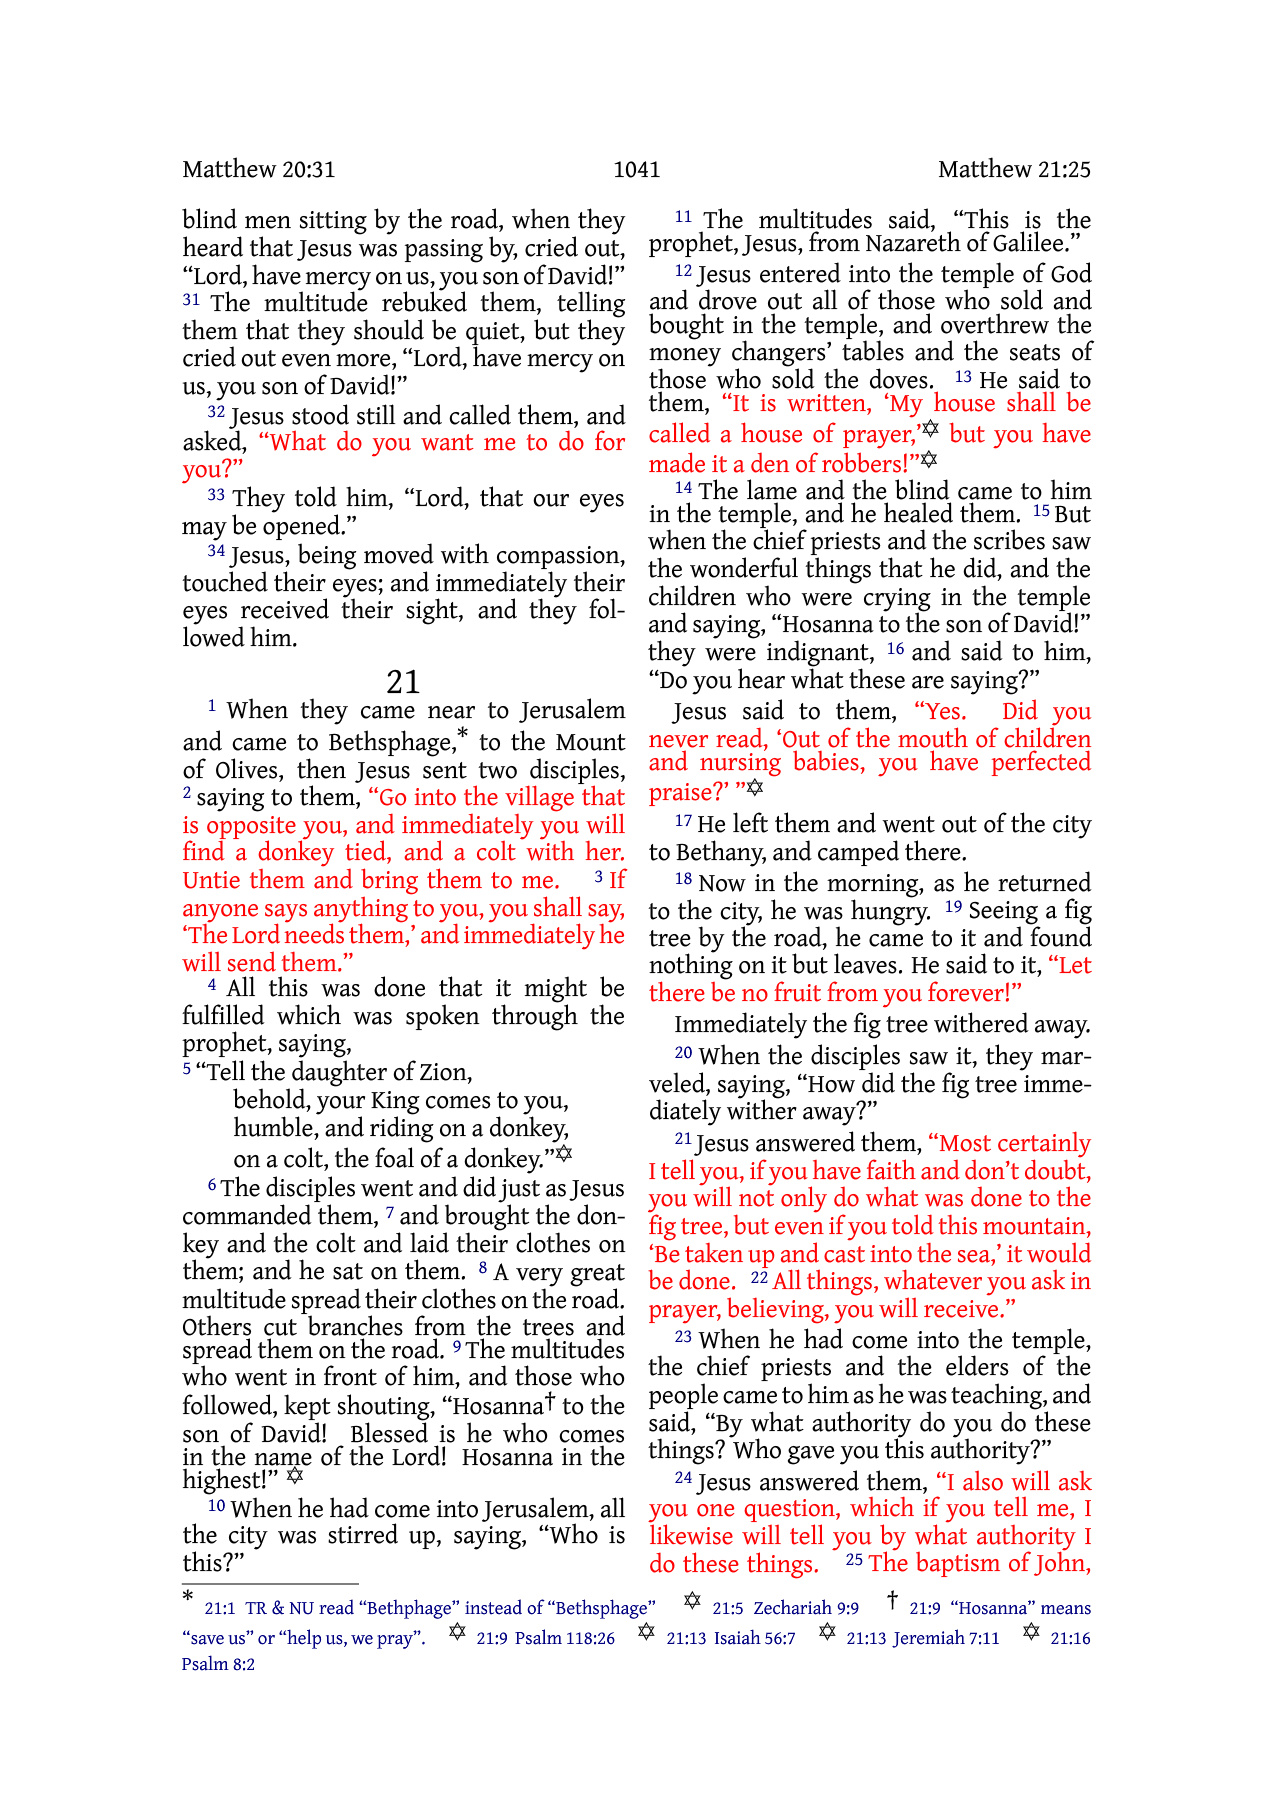 Matthew 20:31 1041 Matthew 21:25
blind men sitting by the road, when they
heard that Jesus was passing by, cried out,
“Lord, have mercy on us, you son of David!”
31 The multitude rebuked them, telling
them that they should be quiet, but they
cried out even more, “Lord, have mercy on
us, you son of David!”
32 Jesus stood still and called them, and
asked, “What do you want me to do for
you?”
33 They told him, “Lord, that our eyes
may be opened.”
34 Jesus, being moved with compassion,
touched their eyes; and immediately their
eyes received their sight, and they fol-
lowed him.
21
1 When they came near to Jerusalem
and came to Bethsphage,* to the Mount
of Olives, then Jesus sent two disciples,
2 saying to them, “Go into the village that
is opposite you, and immediately you will
find a donkey tied, and a colt with her.
Untie them and bring them to me. 3 If
anyone says anything to you, you shall say,
‘The Lord needs them,’ and immediately he
will send them.”
4 All this was done that it might be
fulfilled which was spoken through the
prophet, saying,
5 “Tell the daughter of Zion,
behold, your King comes to you,
humble, and riding on a donkey,
on a colt, the foal of a donkey.”✡
6 The disciples went and did just as Jesus
commanded them, 7 and brought the don-
key and the colt and laid their clothes on
them; and he sat on them. 8 A very great
multitude spread their clothes on the road.
Others cut branches from the trees and
spread them on the road. 9 The multitudes
who went in front of him, and those who
followed, kept shouting, “Hosanna† to the
son of David! Blessed is he who comes
in the name of the Lord! Hosanna in the
highest!” ✡
10 When he had come into Jerusalem, all
the city was stirred up, saying, “Who is
this?”
11 The multitudes said, “This is the
prophet, Jesus, from Nazareth of Galilee.”
12 Jesus entered into the temple of God
and drove out all of those who sold and
bought in the temple, and overthrew the
money changers’ tables and the seats of
those who sold the doves. 13 He said to
them, “It is written, ‘My house shall be
called a house of prayer,’✡ but you have
made it a den of robbers!”✡
14 The lame and the blind came to him
in the temple, and he healed them. 15 But
when the chief priests and the scribes saw
the wonderful things that he did, and the
children who were crying in the temple
and saying, “Hosanna to the son of David!”
they were indignant, 16 and said to him,
“Do you hear what these are saying?”
Jesus said to them, “Yes. Did you
never read, ‘Out of the mouth of children
and nursing babies, you have perfected
praise?’ ”✡
17 He left them and went out of the city
to Bethany, and camped there.
18 Now in the morning, as he returned
to the city, he was hungry. 19 Seeing a fig
tree by the road, he came to it and found
nothing on it but leaves. He said to it, “Let
there be no fruit from you forever!”
Immediately the fig tree withered away.
20 When the disciples saw it, they mar-
veled, saying, “How did the fig tree imme-
diately wither away?”
21 Jesus answered them, “Most certainly
I tell you, if you have faith and don’t doubt,
you will not only do what was done to the
fig tree, but even if you told this mountain,
‘Be taken up and cast into the sea,’ it would
be done. 22 All things, whatever you ask in
prayer, believing, you will receive.”
23 When he had come into the temple,
the chief priests and the elders of the
people came to him as he was teaching, and
said, “By what authority do you do these
things? Who gave you this authority?”
24 Jesus answered them, “I also will ask
you one question, which if you tell me, I
likewise will tell you by what authority I
do these things. 25 The baptism of John,
* 21:1 TR & NU read “Bethphage” instead of “Bethsphage” ✡ 21:5 Zechariah 9:9 † 21:9 “Hosanna” means
“save us” or “help us, we pray”. ✡ 21:9 Psalm 118:26 ✡ 21:13 Isaiah 56:7 ✡ 21:13 Jeremiah 7:11 ✡ 21:16
Psalm 8:2